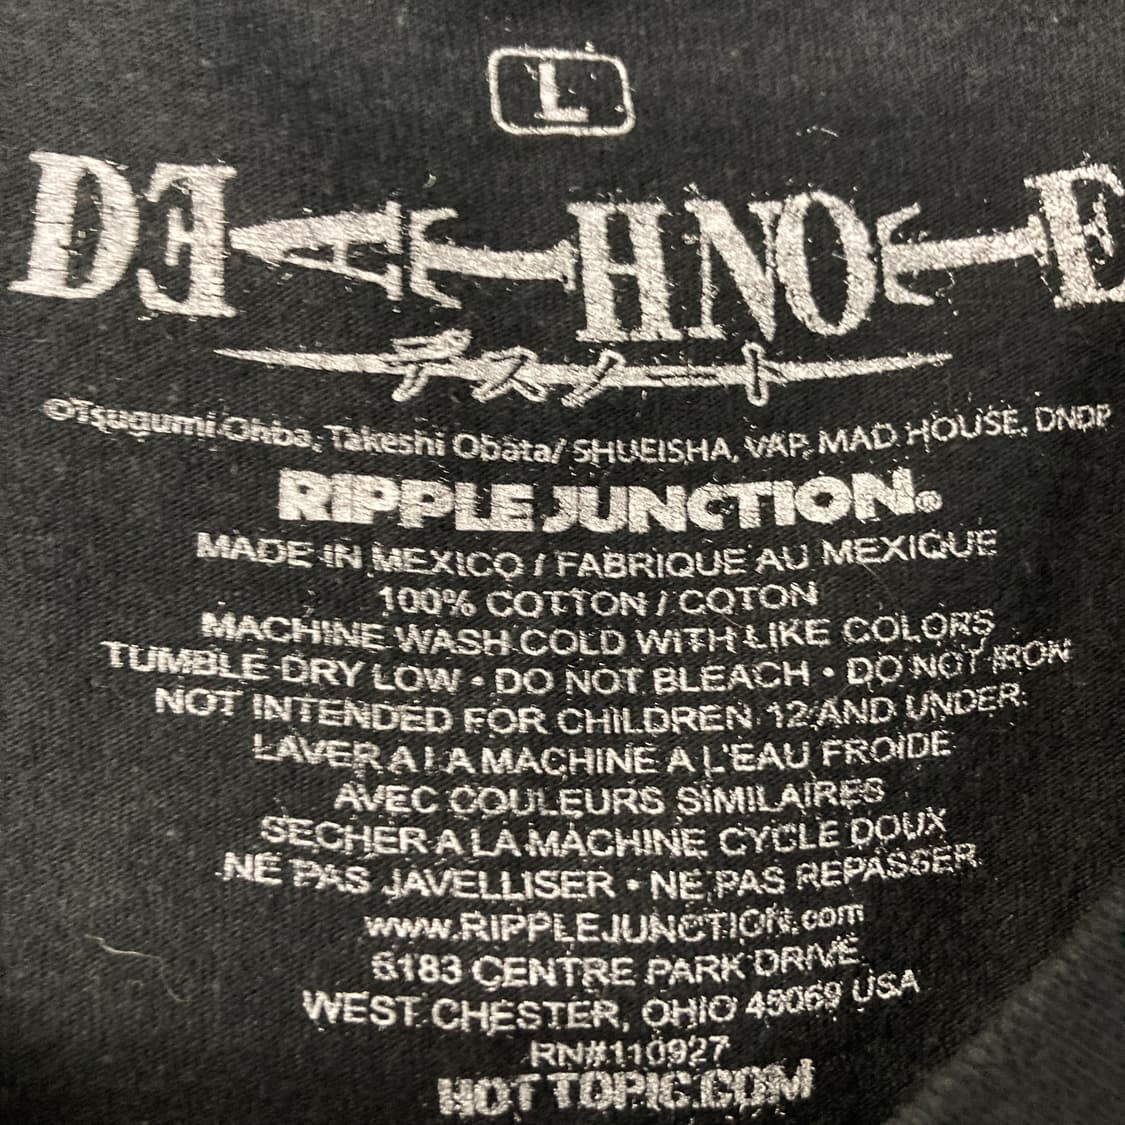 L
DEATH NOTE
デスノート
©Tsugumi Ohba, Takeshi Obata/ SHUEISHA, VAP, MAD HOUSE, DNDP
RIPPLE JUNCTION®
MADE IN MEXICO / FABRIQUE AU MEXIQUE
100% COTTON / COTON
MACHINE WASH COLD WITH LIKE COLORS
TUMBLE DRY LOW • DO NOT BLEACH • DO NOT IRON
NOT INTENDED FOR CHILDREN 12 AND UNDER.
LAVER A LA MACHINE A L'EAU FROIDE
AVEC COULEURS SIMILAIRES
SECHER A LA MACHINE CYCLE DOUX
NE PAS JAVELLISER • NE PAS REPASSER
www.RIPPLEJUNCTION.com
6183 CENTRE PARK DRIVE
WEST CHESTER, OHIO 45069 USA
RN#110927
HOTTOPIC.COM